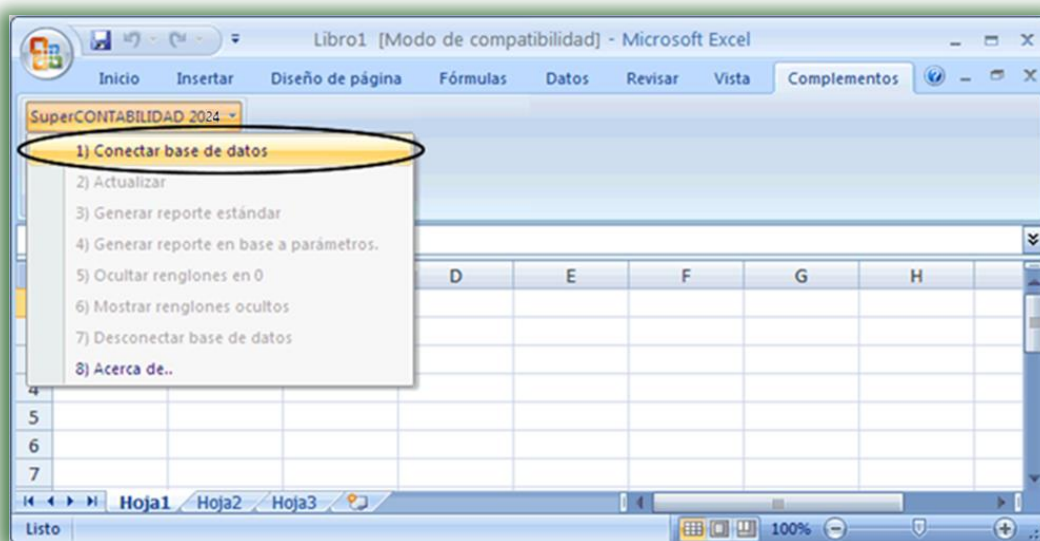 Libro1 [Modo de compatibilidad] - Microsoft Excel
Inicio Insertar Diseño de página Fórmulas Datos Revisar Vista Complementos
SuperCONTABILIDAD 2024
1) Conectar base de datos
2) Actualizar
3) Generar reporte estándar
4) Generar reporte en base a parámetros.
5) Ocultar renglones en 0
6) Mostrar renglones ocultos
7) Desconectar base de datos
8) Acerca de..
D E F G H
4
5
6
7
Hoja1 Hoja2 Hoja3
Listo 100%